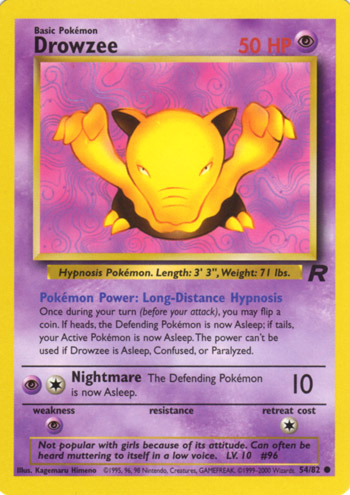 Basic Pokémon
Drowzee 50 HP
Hypnosis Pokémon. Length: 3' 3", Weight: 71 lbs.
R
Pokémon Power: Long-Distance Hypnosis
Once during your turn (before your attack), you may flip a
coin. If heads, the Defending Pokémon is now Asleep; if tails,
your Active Pokémon is now Asleep. The power can't be
used if Drowzee is Asleep, Confused, or Paralyzed.
Nightmare The Defending Pokémon 10
is now Asleep.
weakness resistance retreat cost
Not popular with girls because of its attitude. Can often be
heard muttering to itself in a low voice. LV. 10 #96
Illus. Kagemaru Himeno ©1995, 96, 98 Nintendo, Creatures, GAMEFREAK. ©1999-2000 Wizards. 54/82